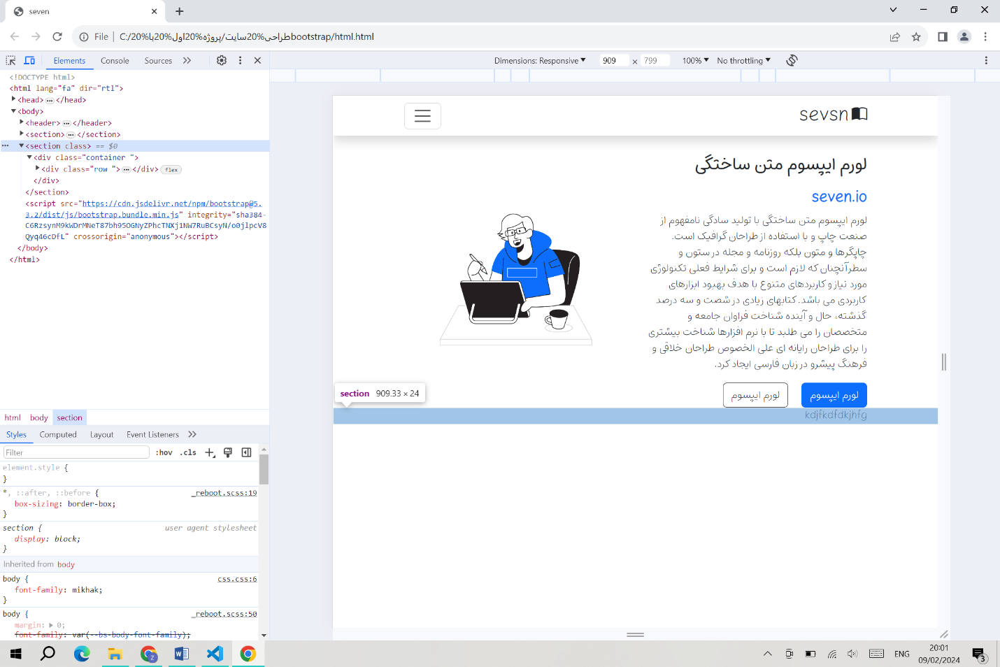 seven
File
C:/طراحی%20سایت/پروژه%20اول%20با%20bootstrap/html.html
Elements
Console
Sources
Dimensions: Responsive
909
×
799
100%
No throttling
<!DOCTYPE html>
<html lang="fa" dir="rtl">
<head> ••• </head>
<body>
<header> ••• </header>
<section> ••• </section>
••• <section class> == $0
<div class="container ">
<div class="row "> ••• </div> flex
</div>
</section>
<script src="https://cdn.jsdelivr.net/npm/bootstrap@5.
3.2/dist/js/bootstrap.bundle.min.js" integrity="sha384-
C6RzsynM9kWDrMNeT87bh95OGNyZPhcTNXj1NW7RuBCsyN/o0jlpcV8
Qyq46cDfL" crossorigin="anonymous"></script>
</body>
</html>
html body section
Styles
Computed
Layout
Event Listeners
Filter
:hov .cls
element.style {
}
*, ::after, ::before { _reboot.scss:19
box-sizing: border-box;
}
section { user agent stylesheet
display: block;
}
Inherited from body
body { css.css:6
font-family: mikhak;
}
body { _reboot.scss:50
margin: 0;
font-family: var(--bs-body-font-family);
sevsn
لورم ایپسوم متن ساختگی
seven.io
لورم ایپسوم متن ساختگی با تولید سادگی نامفهوم از
صنعت چاپ و با استفاده از طراحان گرافیک است.
چاپگرها و متون بلکه روزنامه و مجله در ستون و
سطرآنچنان که لازم است و برای شرایط فعلی تکنولوژی
مورد نیاز و کاربردهای متنوع با هدف بهبود ابزارهای
کاربردی می باشد. کتابهای زیادی در شصت و سه درصد
گذشته، حال و آینده شناخت فراوان جامعه و
متخصصان را می طلبد تا با نرم افزارها شناخت بیشتری
را برای طراحان رایانه ای علی الخصوص طراحان خلاقی و
فرهنگ پیشرو در زبان فارسی ایجاد کرد.
لورم ایپسوم
لورم ایپسوم
section 909.33 × 24
kdjfkdfdkjhfg
ENG
20:01
09/02/2024
3